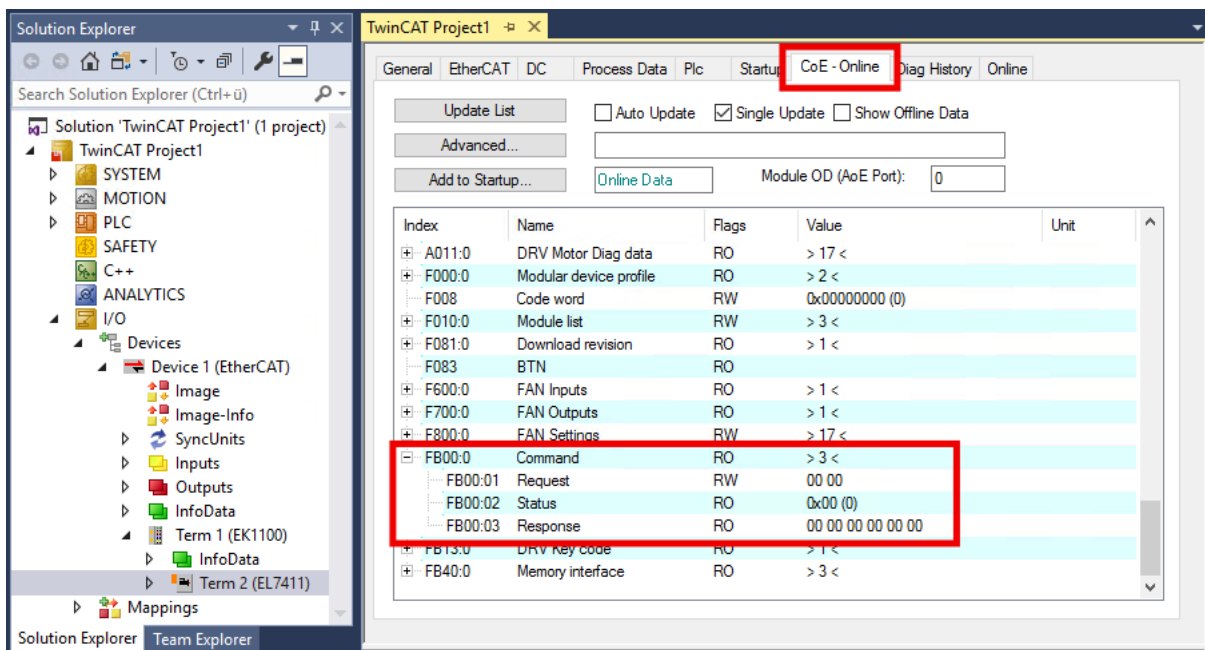 Solution Explorer
Search Solution Explorer (Ctrl+ü)
Solution 'TwinCAT Project1' (1 project)
TwinCAT Project1
SYSTEM
MOTION
PLC
SAFETY
C++
ANALYTICS
I/O
Devices
Device 1 (EtherCAT)
Image
Image-Info
SyncUnits
Inputs
Outputs
InfoData
Term 1 (EK1100)
InfoData
Term 2 (EL7411)
Mappings
Solution Explorer Team Explorer
TwinCAT Project1
General EtherCAT DC Process Data Plc Startup CoE - Online Diag History Online
Update List Auto Update Single Update Show Offline Data
Advanced...
Add to Startup... Online Data Module OD (AoE Port): 0
Index Name Flags Value Unit
A011:0 DRV Motor Diag data RO > 17 <
F000:0 Modular device profile RO > 2 <
F008 Code word RW 0x00000000 (0)
F010:0 Module list RW > 3 <
F081:0 Download revision RO > 1 <
F083 BTN RO
F600:0 FAN Inputs RO > 1 <
F700:0 FAN Outputs RO > 1 <
F800:0 FAN Settings RW > 17 <
FB00:0 Command RO > 3 <
FB00:01 Request RW 00 00
FB00:02 Status RO 0x00 (0)
FB00:03 Response RO 00 00 00 00 00 00
FB13:0 DRV Key code RO > 1 <
FB40:0 Memory interface RO > 3 <